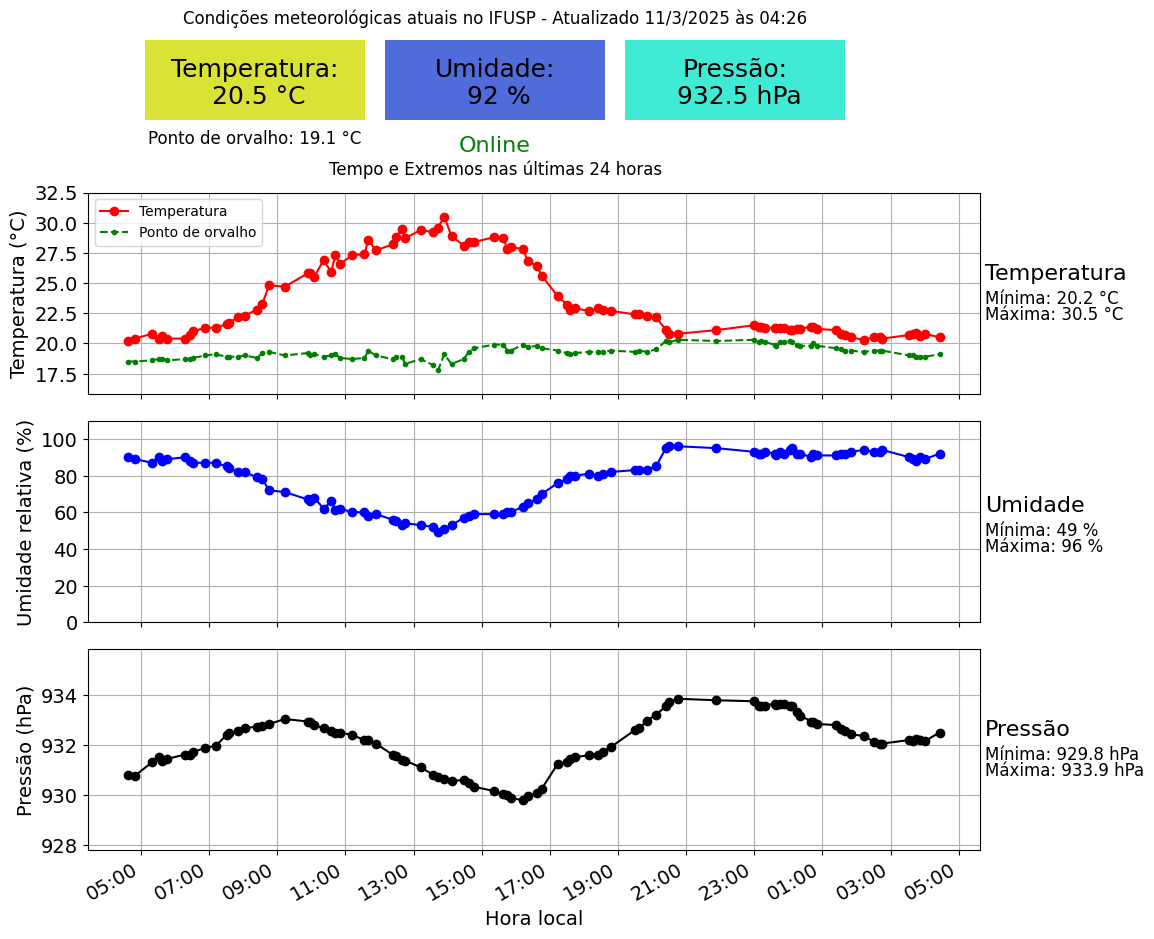 Condições meteorológicas atuais no IFUSP - Atualizado 11/3/2025 às 04:26
Temperatura:
20.5 °C
Umidade:
92 %
Pressão:
932.5 hPa
Ponto de orvalho: 19.1 °C
Online
Tempo e Extremos nas últimas 24 horas
Temperatura (°C)
32.5
30.0
27.5
25.0
22.5
20.0
17.5
Temperatura
Ponto de orvalho
Temperatura
Mínima: 20.2 °C
Máxima: 30.5 °C
Umidade relativa (%)
100
80
60
40
20
0
Umidade
Mínima: 49 %
Máxima: 96 %
Pressão (hPa)
934
932
930
928
Pressão
Mínima: 929.8 hPa
Máxima: 933.9 hPa
05:00 07:00 09:00 11:00 13:00 15:00 17:00 19:00 21:00 23:00 01:00 03:00 05:00
Hora local